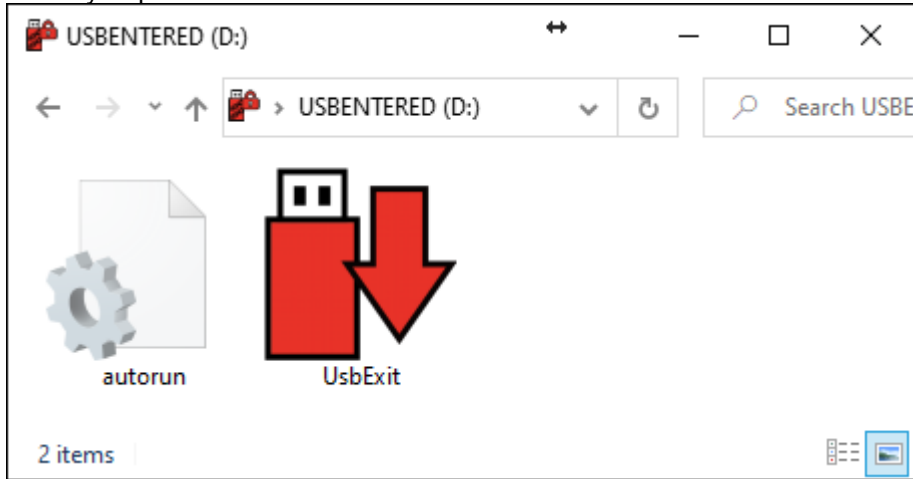 USBENTERED (D:)
USBENTERED (D:)
Search USBE
autorun
UsbExit
2 items